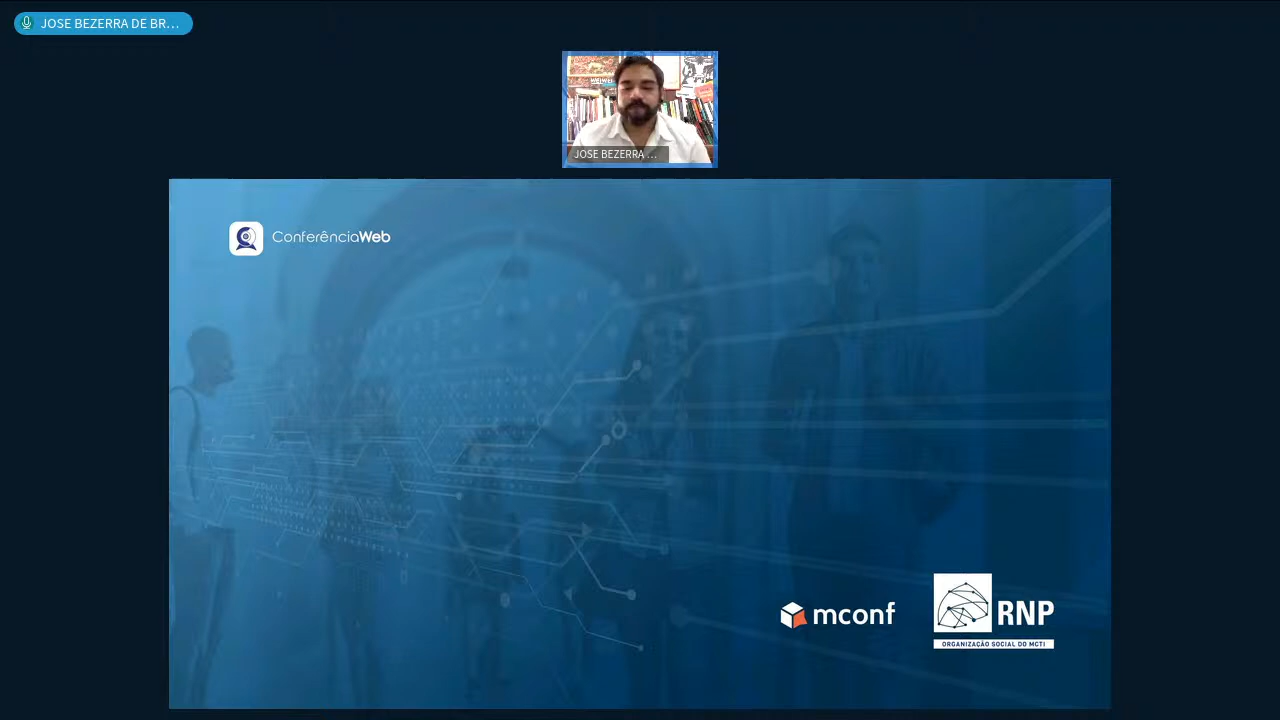 JOSE BEZERRA DE BR...
JOSE BEZERRA ...
ConferênciaWeb
mconf
RNP
ORGANIZAÇÃO SOCIAL DO MCTI